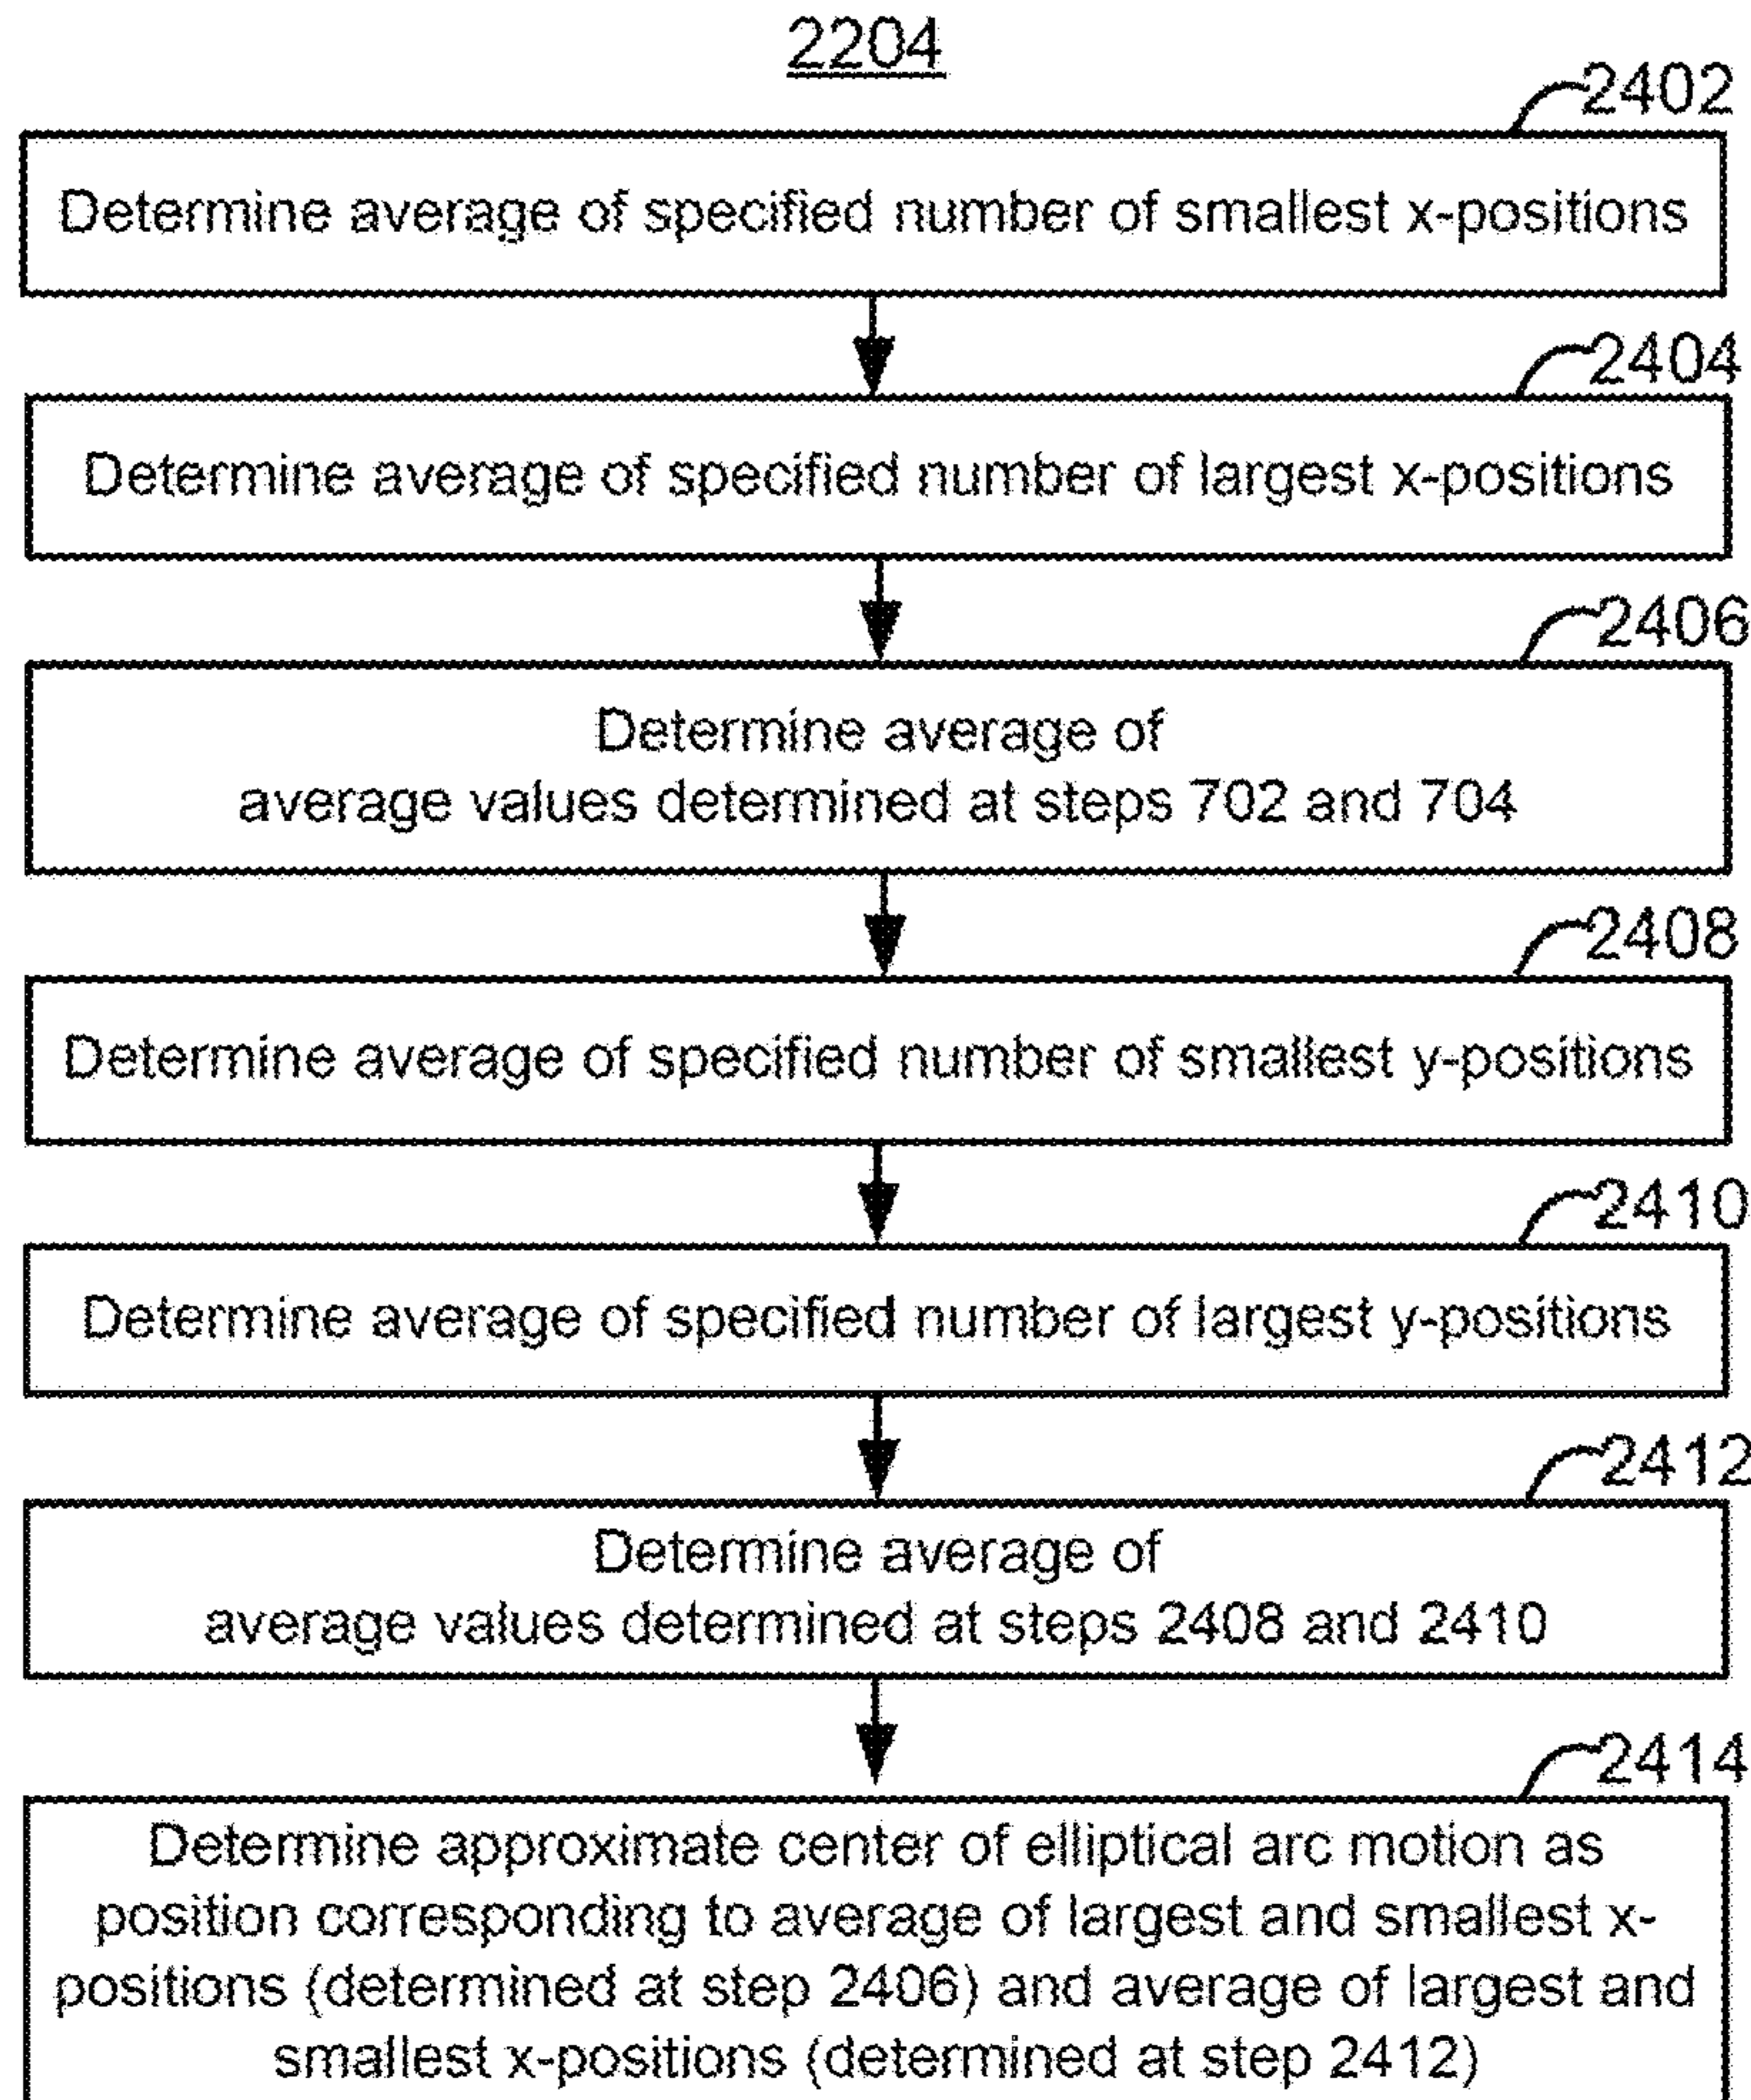 2204
2402
Determine average of specified number of smallest x-positions
2404
Determine average of specified number of largest x-positions
2406
Determine average of
average values determined at steps 702 and 704
2408
Determine average of specified number of smallest y-positions
2410
Determine average of specified number of largest y-positions
2412
Determine average of
average values determined at steps 2408 and 2410
2414
Determine approximate center of elliptical arc motion as
position corresponding to average of largest and smallest x-
positions (determined at step 2406) and average of largest and
smallest x-positions (determined at step 2412)